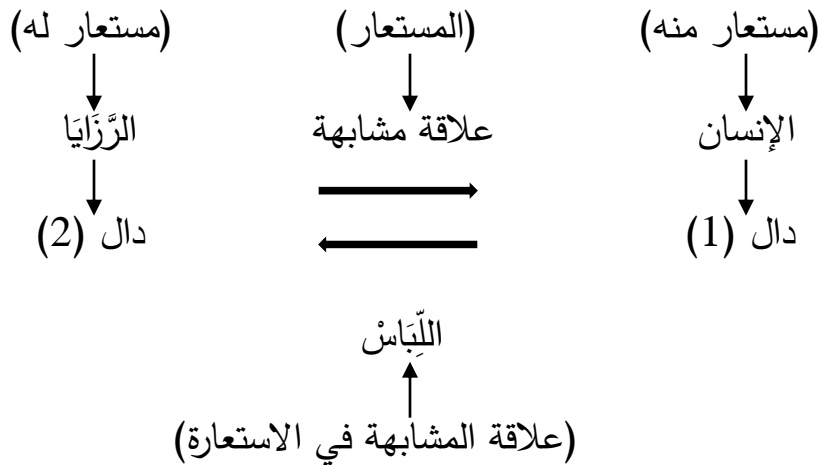 (مستعار منه) (المستعار) (مستعار له)
الإنسان علاقة مشابهة الرَّزَايَا
دال (1) دال (2)
اللِّبَاسْ
(علاقة المشابهة في الاستعارة)